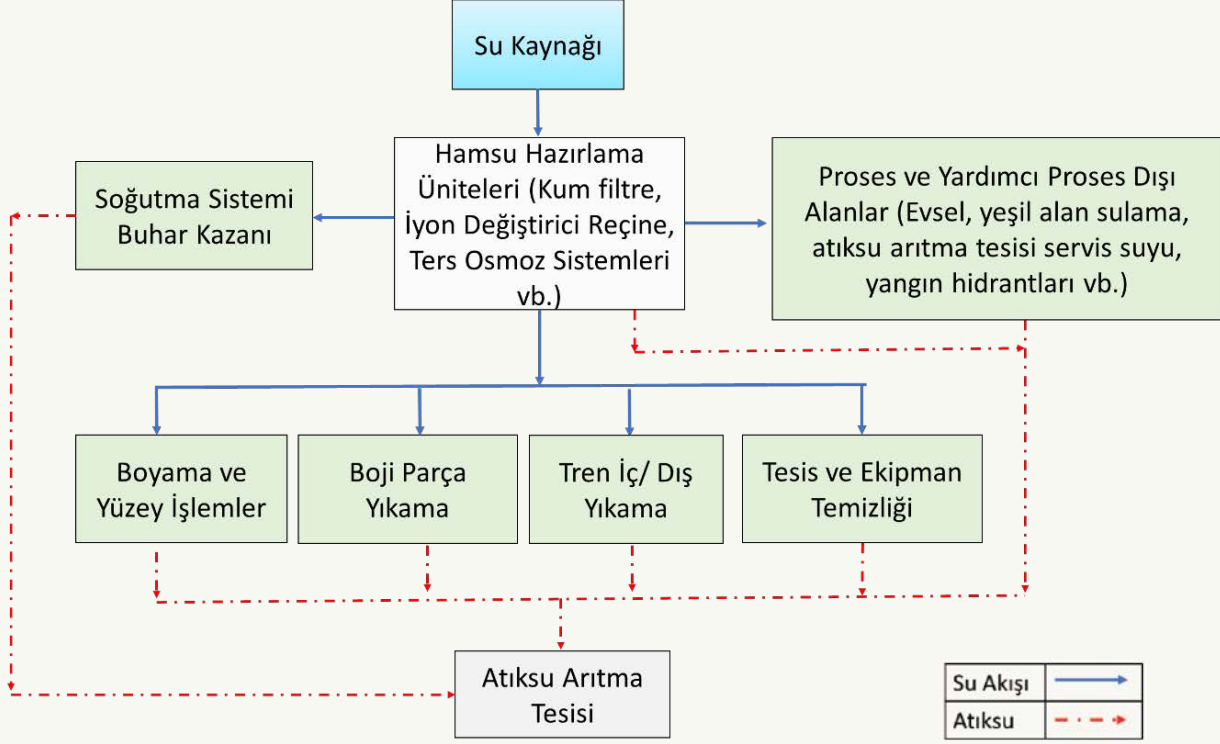 Su Kaynağı
Hamsu Hazırlama
Üniteleri (Kum filtre,
İyon Değiştirici Reçine,
Ters Osmoz Sistemleri
vb.)
Soğutma Sistemi
Buhar Kazanı
Proses ve Yardımcı Proses Dışı
Alanlar (Evsel, yeşil alan sulama,
atıksu arıtma tesisi servis suyu,
yangın hidrantları vb.)
Boyama ve
Yüzey İşlemler
Boji Parça
Yıkama
Tren İç/ Dış
Yıkama
Tesis ve Ekipman
Temizliği
Atıksu Arıtma
Tesisi
Su Akışı
Atıksu